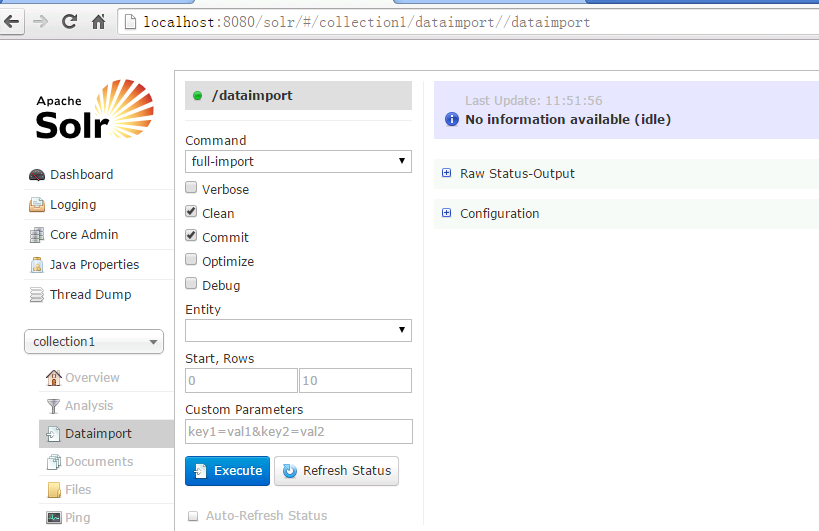 localhost:8080/solr/#/collection1/dataimport//dataimport
Apache
Solr
Dashboard
Logging
Core Admin
Java Properties
Thread Dump
collection1
Overview
Analysis
Dataimport
Documents
Files
Ping
/dataimport
Command
full-import
Verbose
Clean
Commit
Optimize
Debug
Entity
Start, Rows
0 10
Custom Parameters
key1=val1&key2=val2
Execute Refresh Status
Auto-Refresh Status
Last Update: 11:51:56
No information available (idle)
Raw Status-Output
Configuration